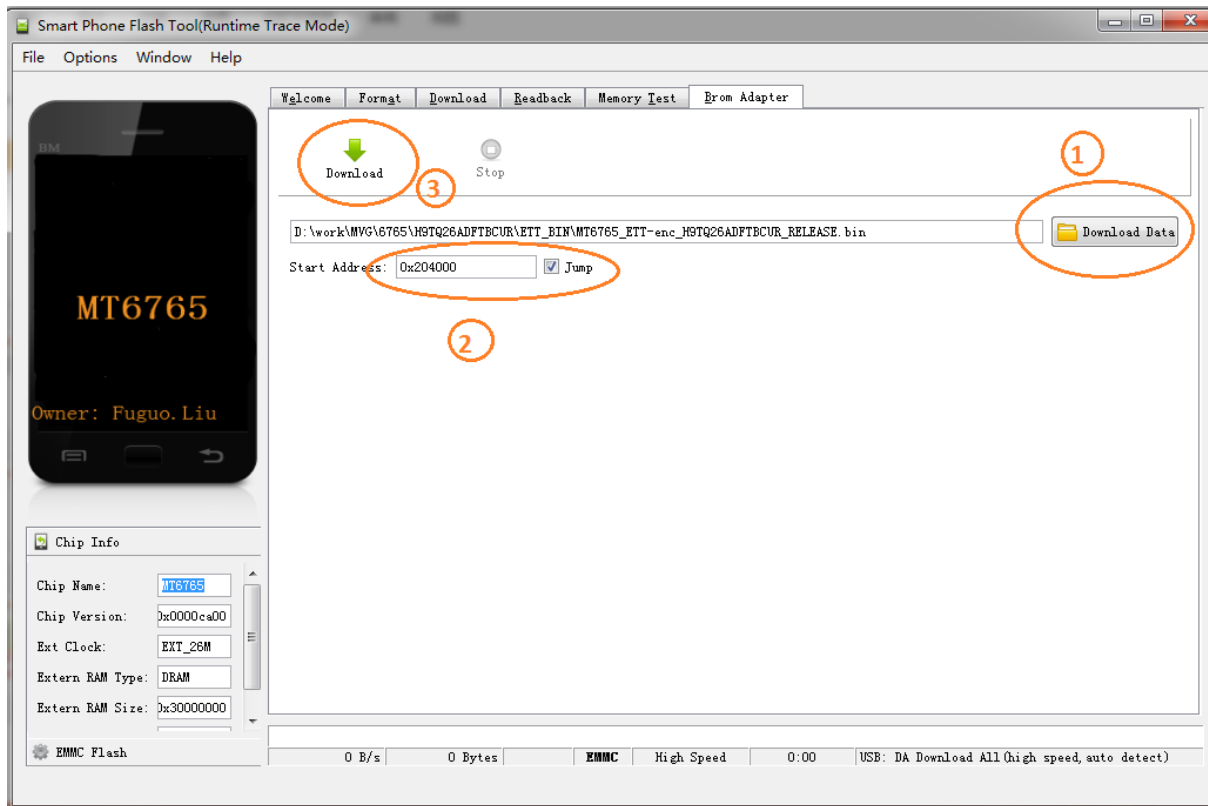 Smart Phone Flash Tool(Runtime Trace Mode)
File Options Window Help
Welcome Format Download Readback Memory Test Brom Adapter
BM
MT6765
Owner: Fuguo.Liu
Download
Stop
1
3
D:\work\MVG\6765\H9TQ26ADFTBCUR\ETT_BIN\MT6765_ETT-enc_H9TQ26ADFTBCUR_RELEASE.bin
Download Data
Start Address: 0x204000 Jump
2
Chip Info
Chip Name: MT6765
Chip Version: 0x0000ca00
Ext Clock: EXT_26M
Extern RAM Type: DRAM
Extern RAM Size: 0x30000000
EMMC Flash
0 B/s 0 Bytes EMMC High Speed 0:00 USB: DA Download All(high speed,auto detect)